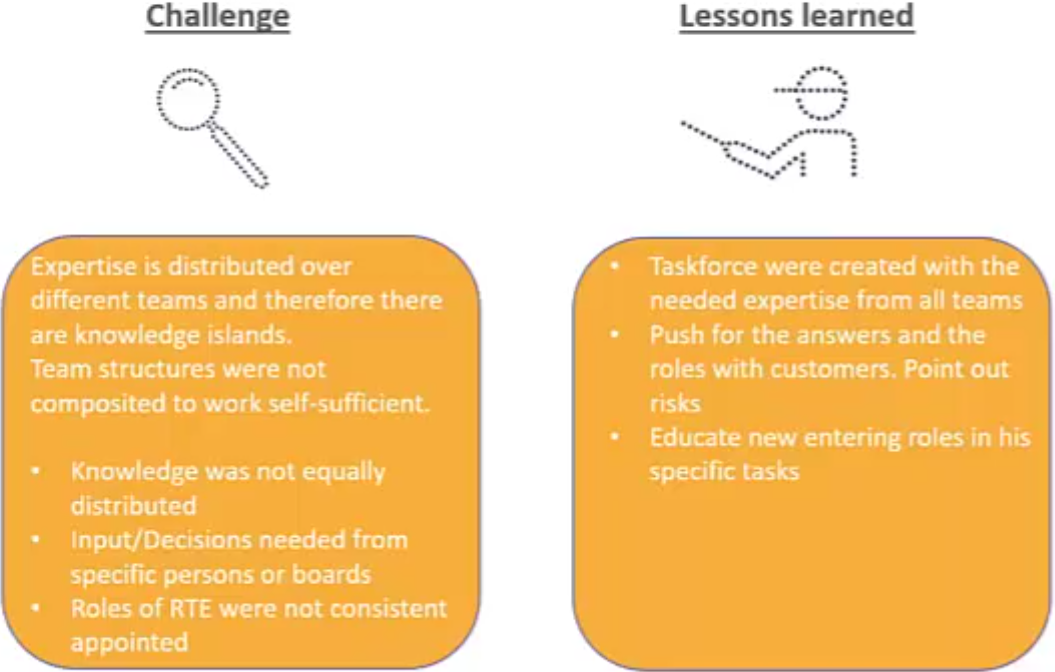 Challenge
Lessons learned
Expertise is distributed over
different teams and therefore there
are knowledge islands.
Team structures were not
composited to work self-sufficient.
• Knowledge was not equally
distributed
• Input/Decisions needed from
specific persons or boards
• Roles of RTE were not consistent
appointed
• Taskforce were created with the
needed expertise from all teams
• Push for the answers and the
roles with customers. Point out
risks
• Educate new entering roles in his
specific tasks